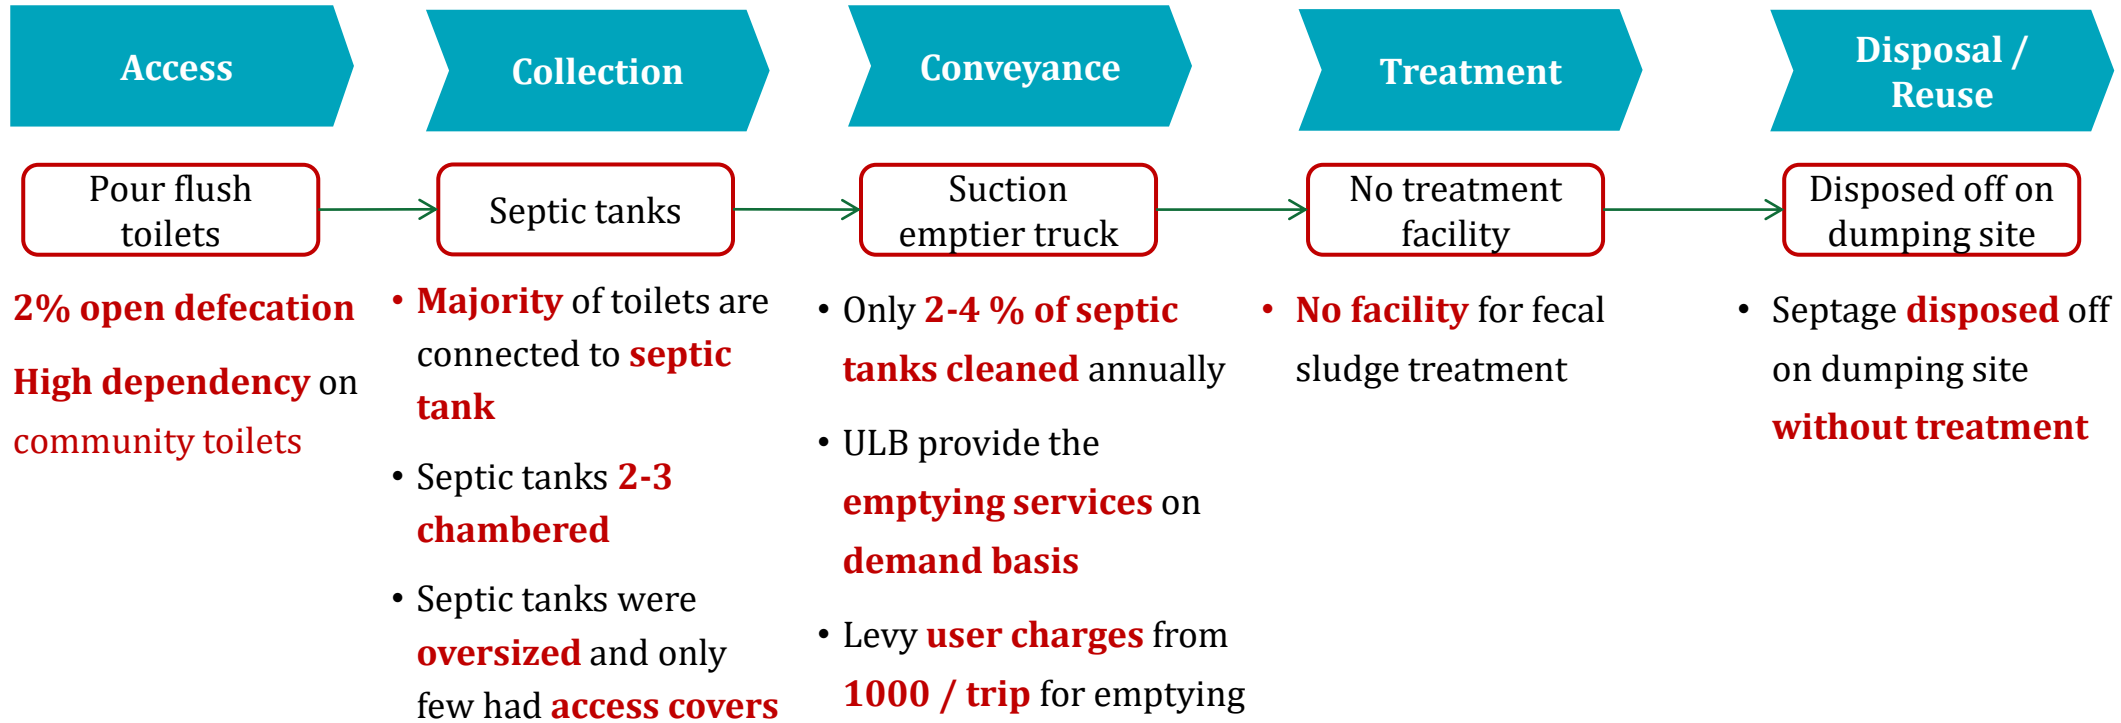 Access
Collection
Conveyance
Treatment
Disposal /
Reuse
Pour flush
toilets
Septic tanks
Suction
emptier truck
No treatment
facility
Disposed off on
dumping site
2% open defecation
High dependency on
community toilets
• Majority of toilets are
connected to septic
tank
• Septic tanks 2-3
chambered
• Septic tanks were
oversized and only
few had access covers
• Only 2-4 % of septic
tanks cleaned annually
• ULB provide the
emptying services on
demand basis
• Levy user charges from
1000 / trip for emptying
• No facility for fecal
sludge treatment
• Septage disposed off
on dumping site
without treatment